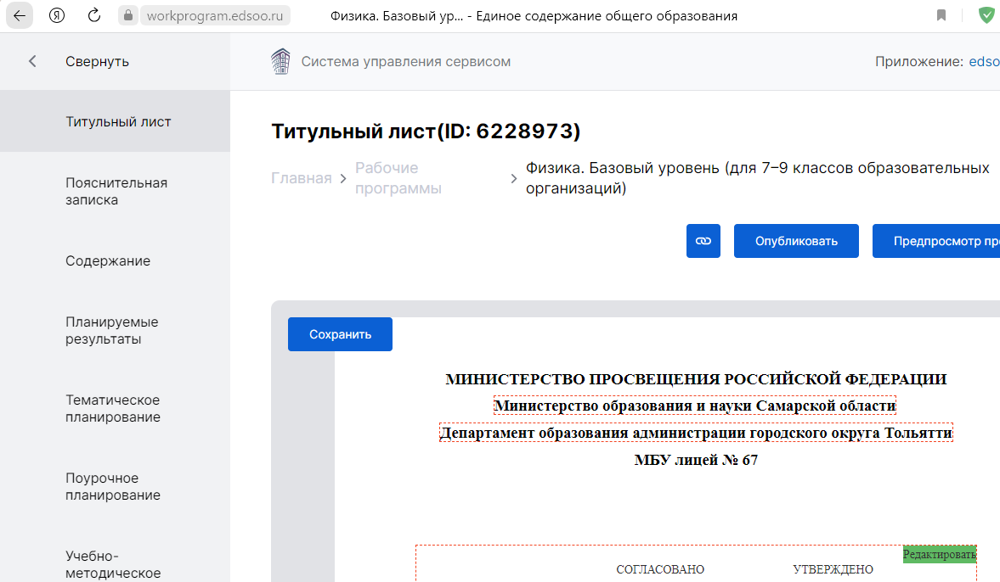 Я
workprogram.edsoo.ru
Физика. Базовый ур... - Единое содержание общего образования
Свернуть
Система управления сервисом
Приложение: edso
Титульный лист
Титульный лист(ID: 6228973)
Главная
Рабочие
программы
Физика. Базовый уровень (для 7–9 классов образовательных
организаций)
Пояснительная
записка
Опубликовать
Предпросмотр пр
Содержание
Планируемые
результаты
Сохранить
МИНИСТЕРСТВО ПРОСВЕЩЕНИЯ РОССИЙСКОЙ ФЕДЕРАЦИИ
Министерство образования и науки Самарской области
Департамент образования администрации городского округа Тольятти
МБУ лицей № 67
Тематическое
планирование
Поурочное
планирование
Учебно-
методическое
Редактировать
СОГЛАСОВАНО
УТВЕРЖДЕНО